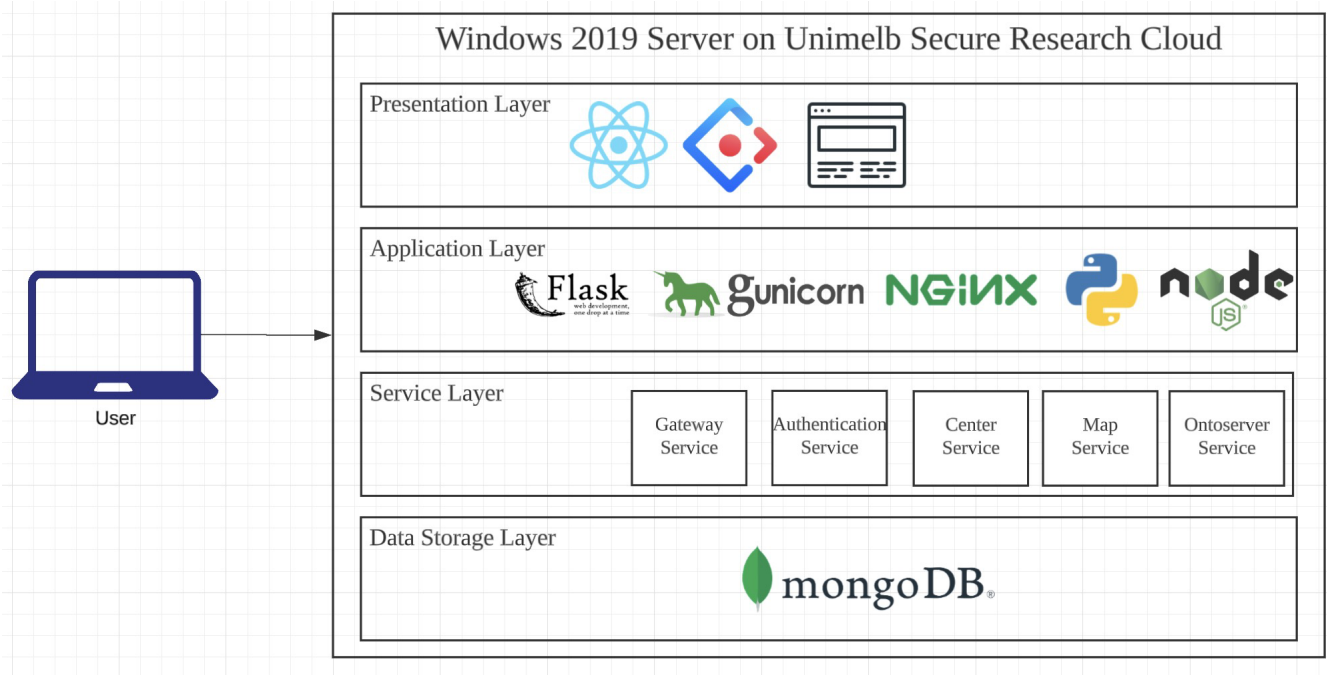 Windows 2019 Server on Unimelb Secure Research Cloud
Presentation Layer
Application Layer
Flask
web development,
one drop at a time
gunicorn
NGiNX
node
JS
®
User
Service Layer
Gateway
Service
Authentication
Service
Center
Service
Map
Service
Ontoserver
Service
Data Storage Layer
mongoDB®